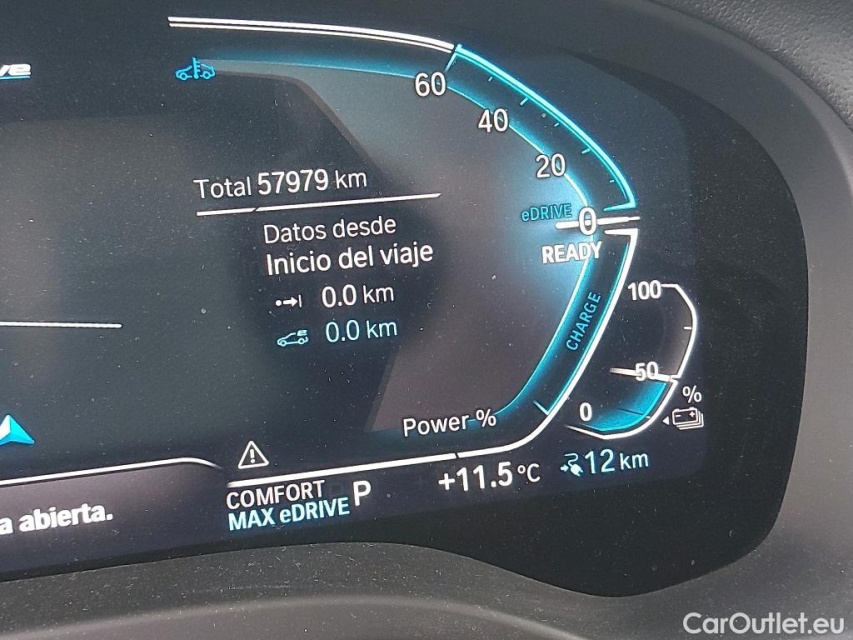 60
40
Total 57979 km
20
eDRIVE 0
Datos desde
READY
Inicio del viaje
100
0.0 km
CHARGE
0.0 km
50
%
0
Power %
+11.5 °C
12 km
COMFORT P
MAX eDRIVE
a abierta.
CarOutlet.eu